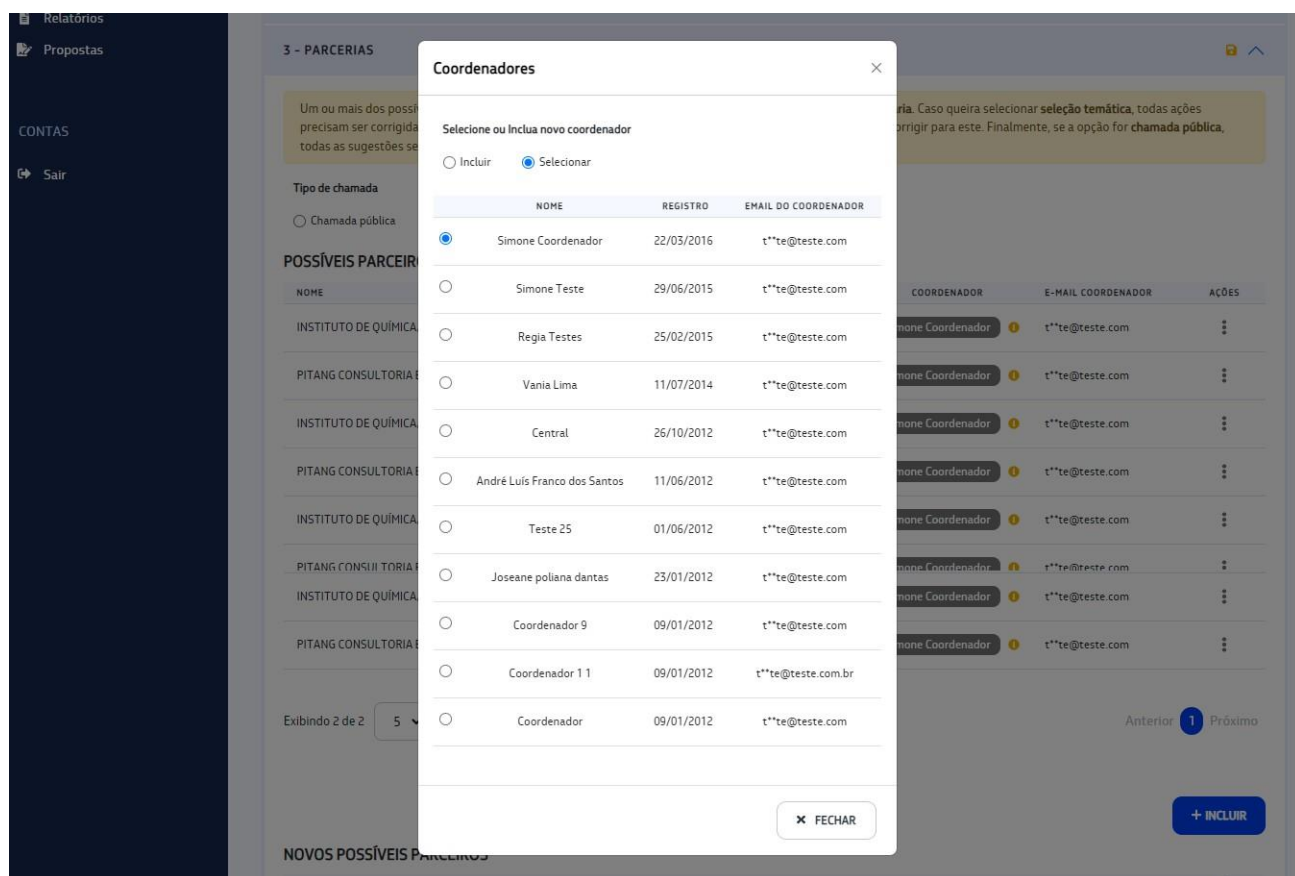 Relatórios
Propostas
CONTAS
Sair
3 - PARCERIAS
Um ou mais dos possív
ria. Caso queira selecionar seleção temática, todas ações
precisam ser corrigida
orrigir para este. Finalmente, se a opção for chamada pública,
todas as sugestões se
Tipo de chamada
Chamada pública
POSSÍVEIS PARCEIR
NOME COORDENADOR E-MAIL COORDENADOR AÇÕES
INSTITUTO DE QUÍMICA. mone Coordenador t**te@teste.com
PITANG CONSULTORIA E mone Coordenador t**te@teste.com
INSTITUTO DE QUÍMICA. mone Coordenador t**te@teste.com
PITANG CONSULTORIA E mone Coordenador t**te@teste.com
INSTITUTO DE QUÍMICA. mone Coordenador t**te@teste.com
PITANG CONSULTORIA E mone Coordenador t**te@teste.com
INSTITUTO DE QUÍMICA. mone Coordenador t**te@teste.com
PITANG CONSULTORIA E mone Coordenador t**te@teste.com
Exibindo 2 de 2 5 Anterior 1 Próximo
+ INCLUIR
NOVOS POSSÍVEIS PARCEIROS
Coordenadores ×
Selecione ou Inclua novo coordenador
Incluir Selecionar
NOME REGISTRO EMAIL DO COORDENADOR
Simone Coordenador 22/03/2016 t**te@teste.com
Simone Teste 29/06/2015 t**te@teste.com
Regia Testes 25/02/2015 t**te@teste.com
Vania Lima 11/07/2014 t**te@teste.com
Central 26/10/2012 t**te@teste.com
André Luís Franco dos Santos 11/06/2012 t**te@teste.com
Teste 25 01/06/2012 t**te@teste.com
Joseane poliana dantas 23/01/2012 t**te@teste.com
Coordenador 9 09/01/2012 t**te@teste.com
Coordenador 1 1 09/01/2012 t**te@teste.com.br
Coordenador 09/01/2012 t**te@teste.com
× FECHAR